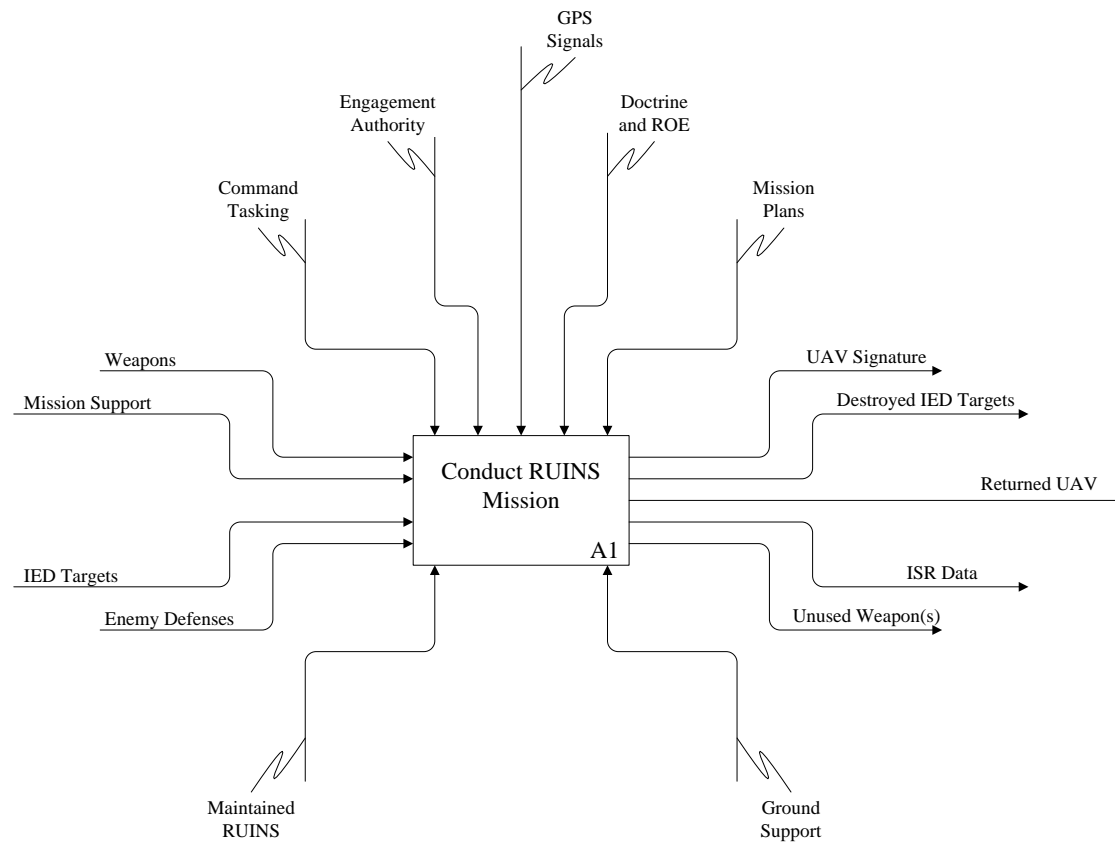 GPS
Signals
Engagement
Authority
Doctrine
and ROE
Command
Tasking
Mission
Plans
Weapons
Mission Support
IED Targets
Enemy Defenses
Conduct RUINS
Mission
A1
UAV Signature
Destroyed IED Targets
Returned UAV
ISR Data
Unused Weapon(s)
Maintained
RUINS
Ground
Support